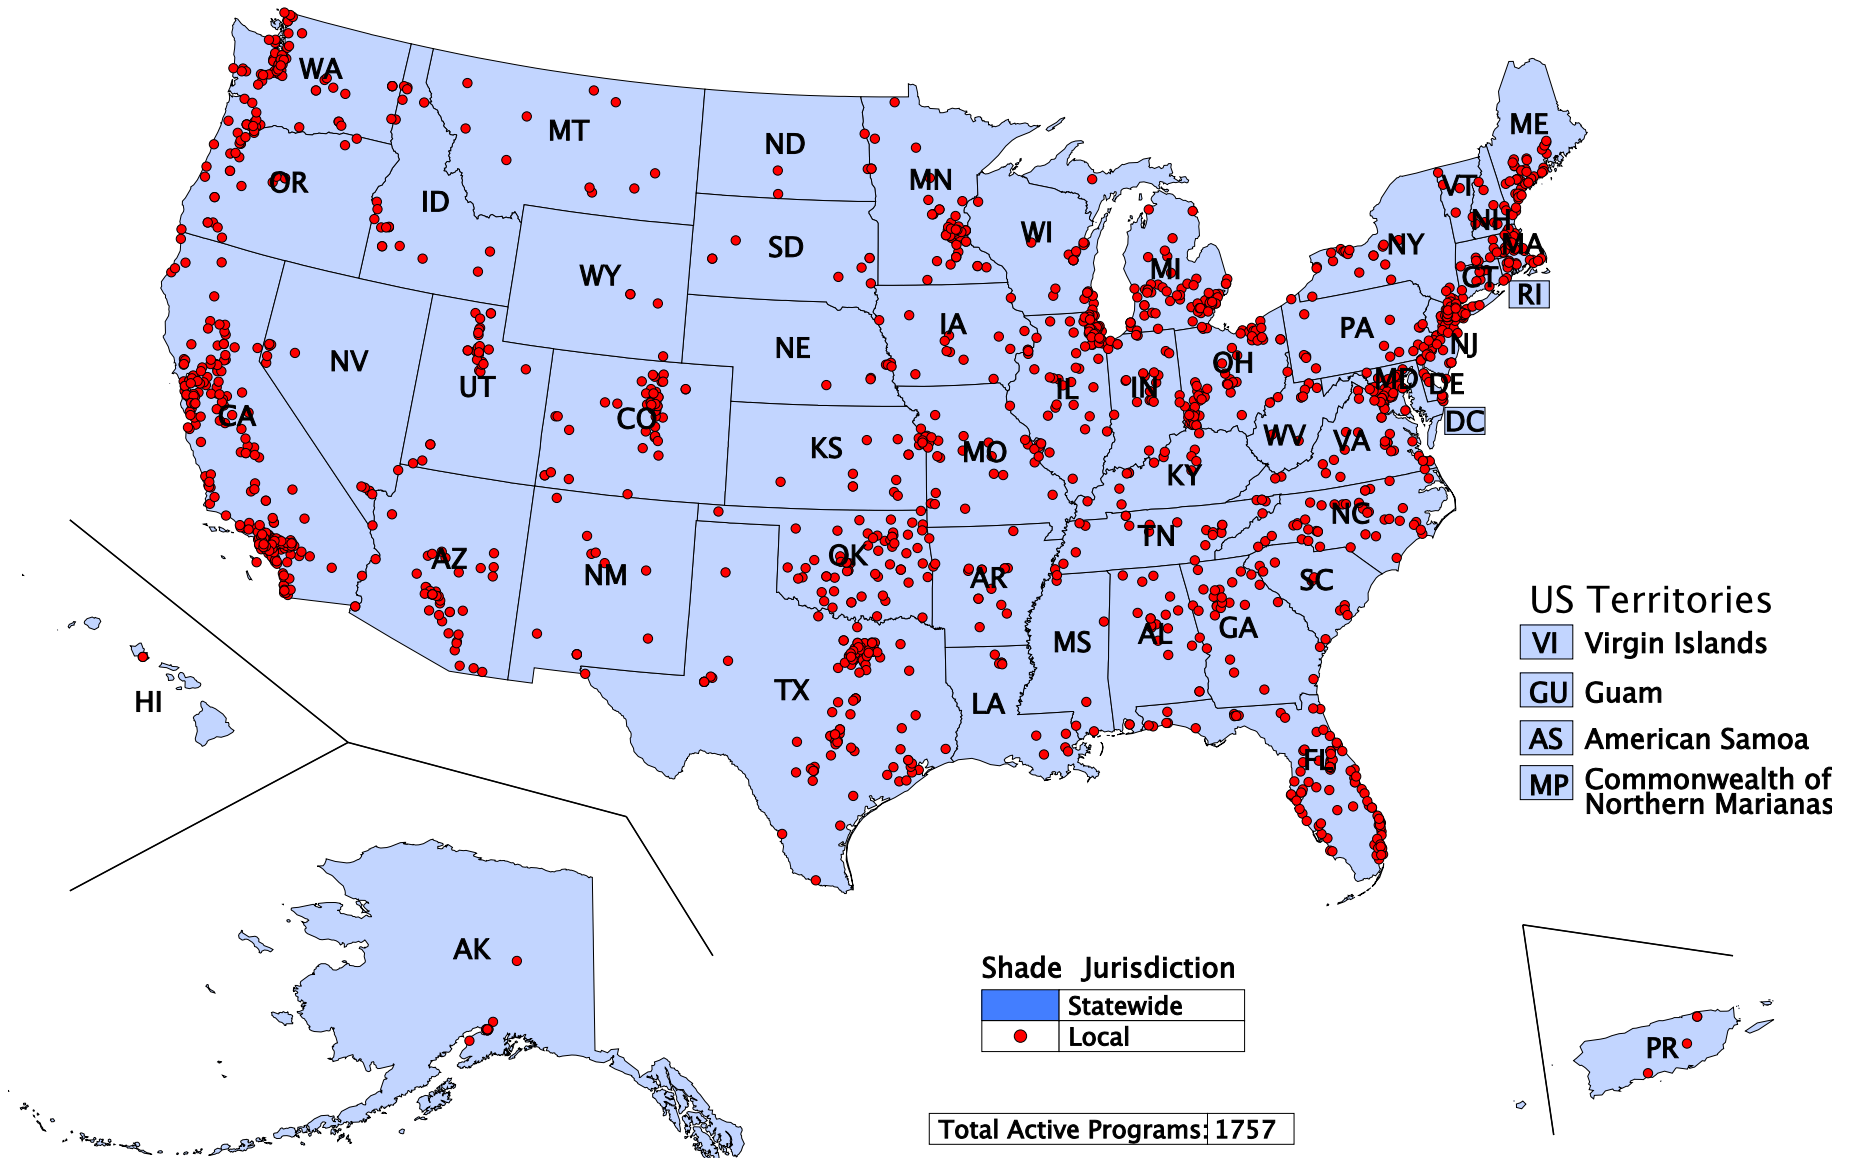 WA
MT
ND
MN
ME
OR
ID
SD
WI
MI
NY
VT
NH
MA
CT
RI
WY
IA
PA
NJ
NV
UT
CO
NE
IL
IN
OH
MD
DE
DC
CA
KS
MO
KY
WV
VA
AZ
NM
OK
AR
TN
NC
SC
MS
AL
GA
TX
LA
FL
HI
AK
PR
US Territories
VI Virgin Islands
GU Guam
AS American Samoa
MP Commonwealth of
Northern Marianas
Shade Jurisdiction
Statewide
Local
Total Active Programs: 1757